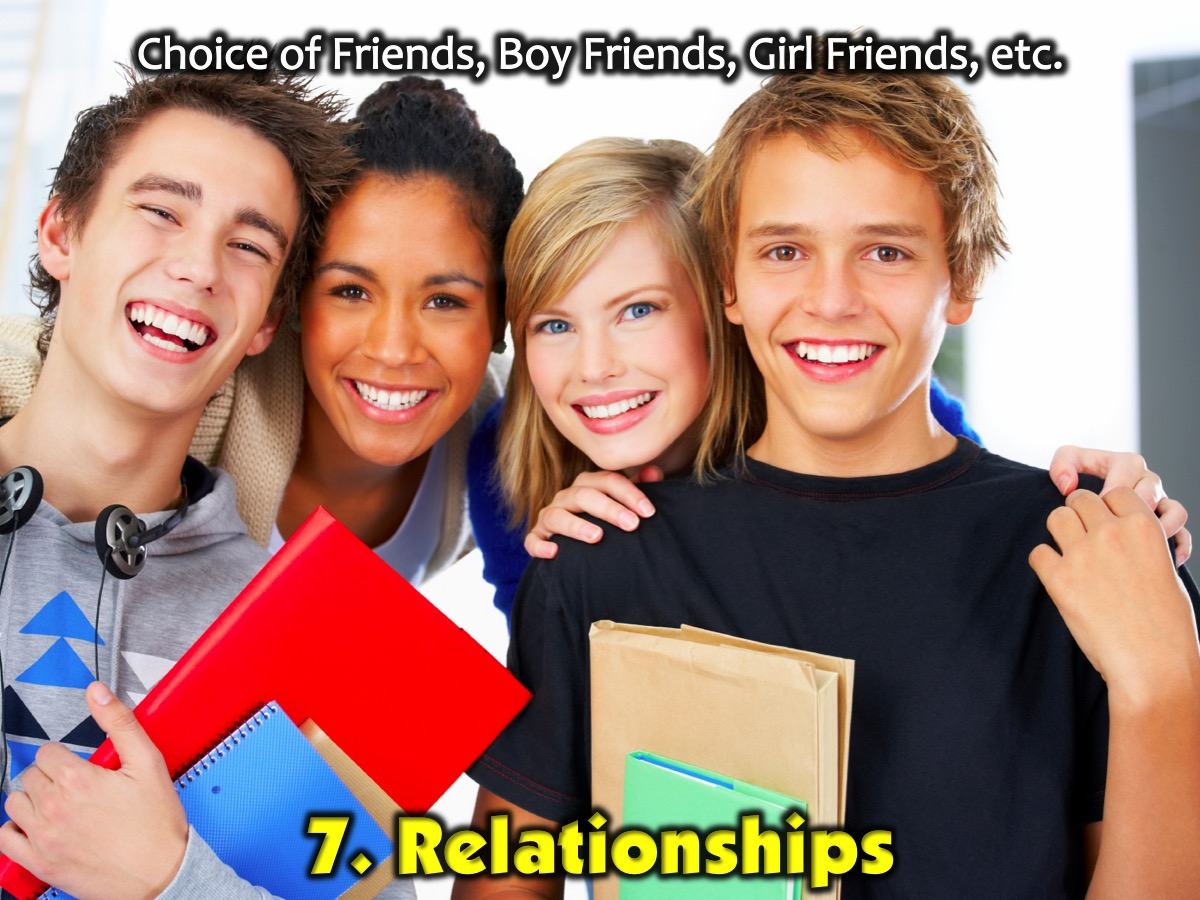 Choice of Friends, Boy Friends, Girl Friends, etc.
7. Relationships